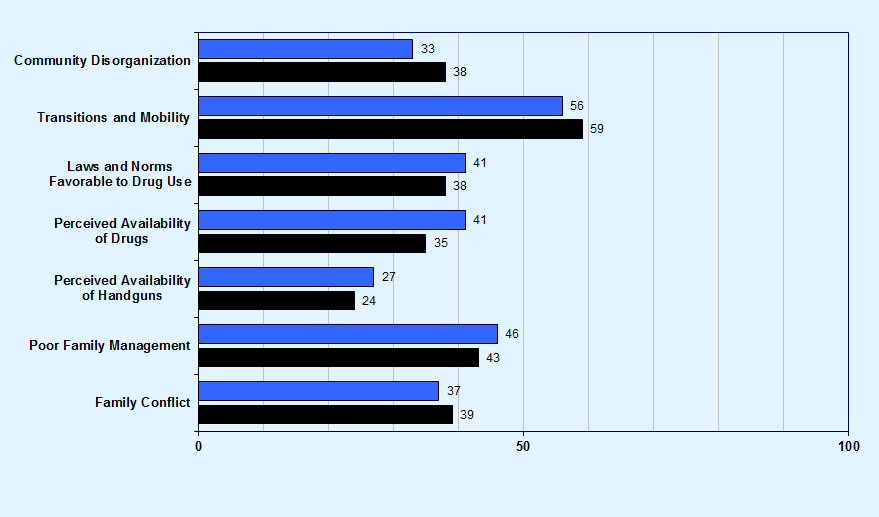 Community Disorganization
33
38
Transitions and Mobility
56
59
Laws and Norms
Favorable to Drug Use
41
38
Perceived Availability
of Drugs
41
35
Perceived Availability
of Handguns
27
24
Poor Family Management
46
43
Family Conflict
37
39
0 50 100